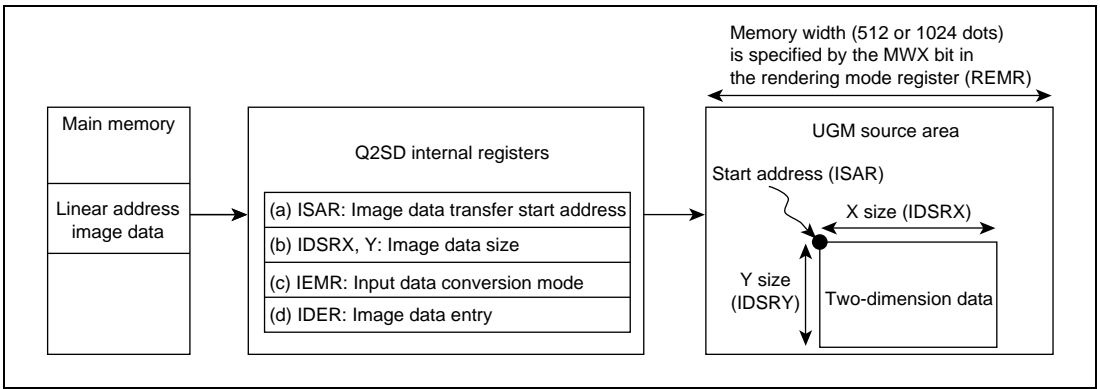 Memory width (512 or 1024 dots)
is specified by the MWX bit in
the rendering mode register (REMR)
Main memory
Linear address
image data
Q2SD internal registers
(a) ISAR: Image data transfer start address
(b) IDSRX, Y: Image data size
(c) IEMR: Input data conversion mode
(d) IDER: Image data entry
UGM source area
Start address (ISAR)
X size (IDSRX)
Y size
(IDSRY)
Two-dimension data